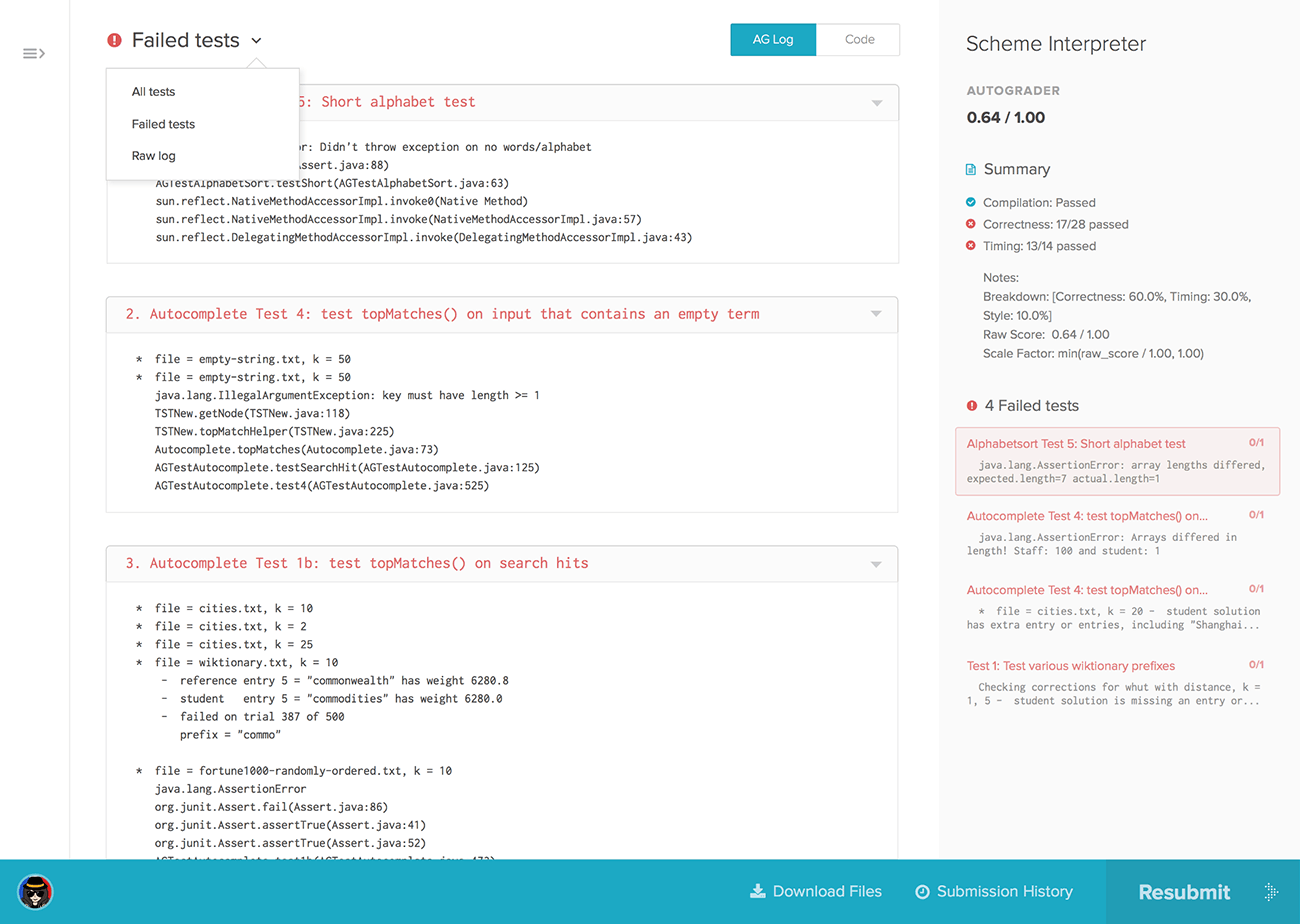 Failed tests
AG Log
Code
All tests
Failed tests
Raw log
5: Short alphabet test
r: Didn't throw exception on no words/alphabet
ssert.java:88)
AGTestAlphabetSort.testShort(AGTestAlphabetSort.java:63)
sun.reflect.NativeMethodAccessorImpl.invoke0(Native Method)
sun.reflect.NativeMethodAccessorImpl.invoke(NativeMethodAccessorImpl.java:57)
sun.reflect.DelegatingMethodAccessorImpl.invoke(DelegatingMethodAccessorImpl.java:43)
2. Autocomplete Test 4: test topMatches() on input that contains an empty term
* file = empty-string.txt, k = 50
* file = empty-string.txt, k = 50
java.lang.IllegalArgumentException: key must have length >= 1
TSTNew.getNode(TSTNew.java:118)
TSTNew.topMatchHelper(TSTNew.java:225)
Autocomplete.topMatches(Autocomplete.java:73)
AGTestAutocomplete.testSearchHit(AGTestAutocomplete.java:125)
AGTestAutocomplete.test4(AGTestAutocomplete.java:525)
3. Autocomplete Test 1b: test topMatches() on search hits
* file = cities.txt, k = 10
* file = cities.txt, k = 2
* file = cities.txt, k = 25
* file = wiktionary.txt, k = 10
- reference entry 5 = "commonwealth" has weight 6280.8
- student entry 5 = "commodities" has weight 6280.0
- failed on trial 387 of 500
prefix = "commo"
* file = fortune1000-randomly-ordered.txt, k = 10
java.lang.AssertionError
org.junit.Assert.fail(Assert.java:86)
org.junit.Assert.assertTrue(Assert.java:41)
org.junit.Assert.assertTrue(Assert.java:52)
Scheme Interpreter
AUTOGRADER
0.64 / 1.00
Summary
Compilation: Passed
Correctness: 17/28 passed
Timing: 13/14 passed
Notes:
Breakdown: [Correctness: 60.0%, Timing: 30.0%,
Style: 10.0%]
Raw Score: 0.64 / 1.00
Scale Factor: min(raw_score / 1.00, 1.00)
4 Failed tests
Alphabetsort Test 5: Short alphabet test 0/1
java.lang.AssertionError: array lengths differed,
expected.length=7 actual.length=1
Autocomplete Test 4: test topMatches() on... 0/1
java.lang.AssertionError: Arrays differed in
length! Staff: 100 and student: 1
Autocomplete Test 4: test topMatches() on... 0/1
* file = cities.txt, k = 20 - student solution
has extra entry or entries, including "Shanghai...
Test 1: Test various wiktionary prefixes 0/1
Checking corrections for whut with distance, k =
1, 5 - student solution is missing an entry or...
Download Files
Submission History
Resubmit